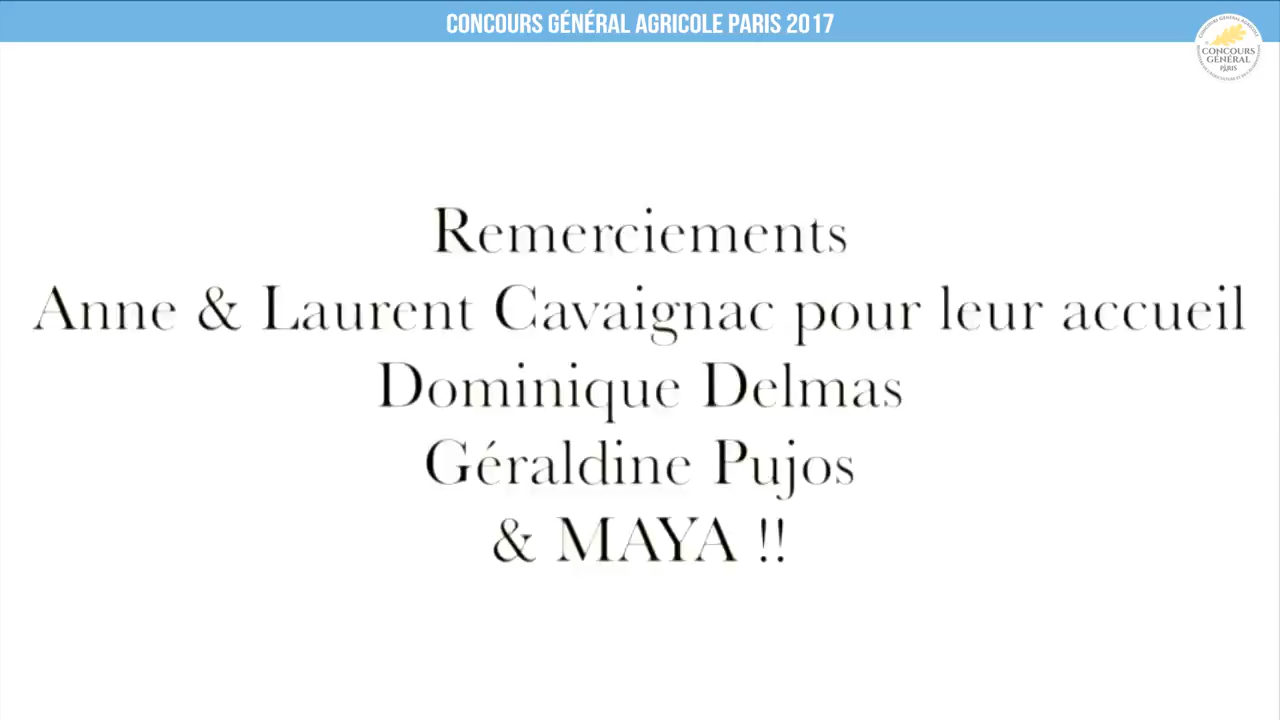 CONCOURS GÉNÉRAL AGRICOLE PARIS 2017
CONCOURS
GÉNÉRAL
PARIS
Remerciements
Anne & Laurent Cavaignac pour leur accueil
Dominique Delmas
Géraldine Pujos
& MAYA !!